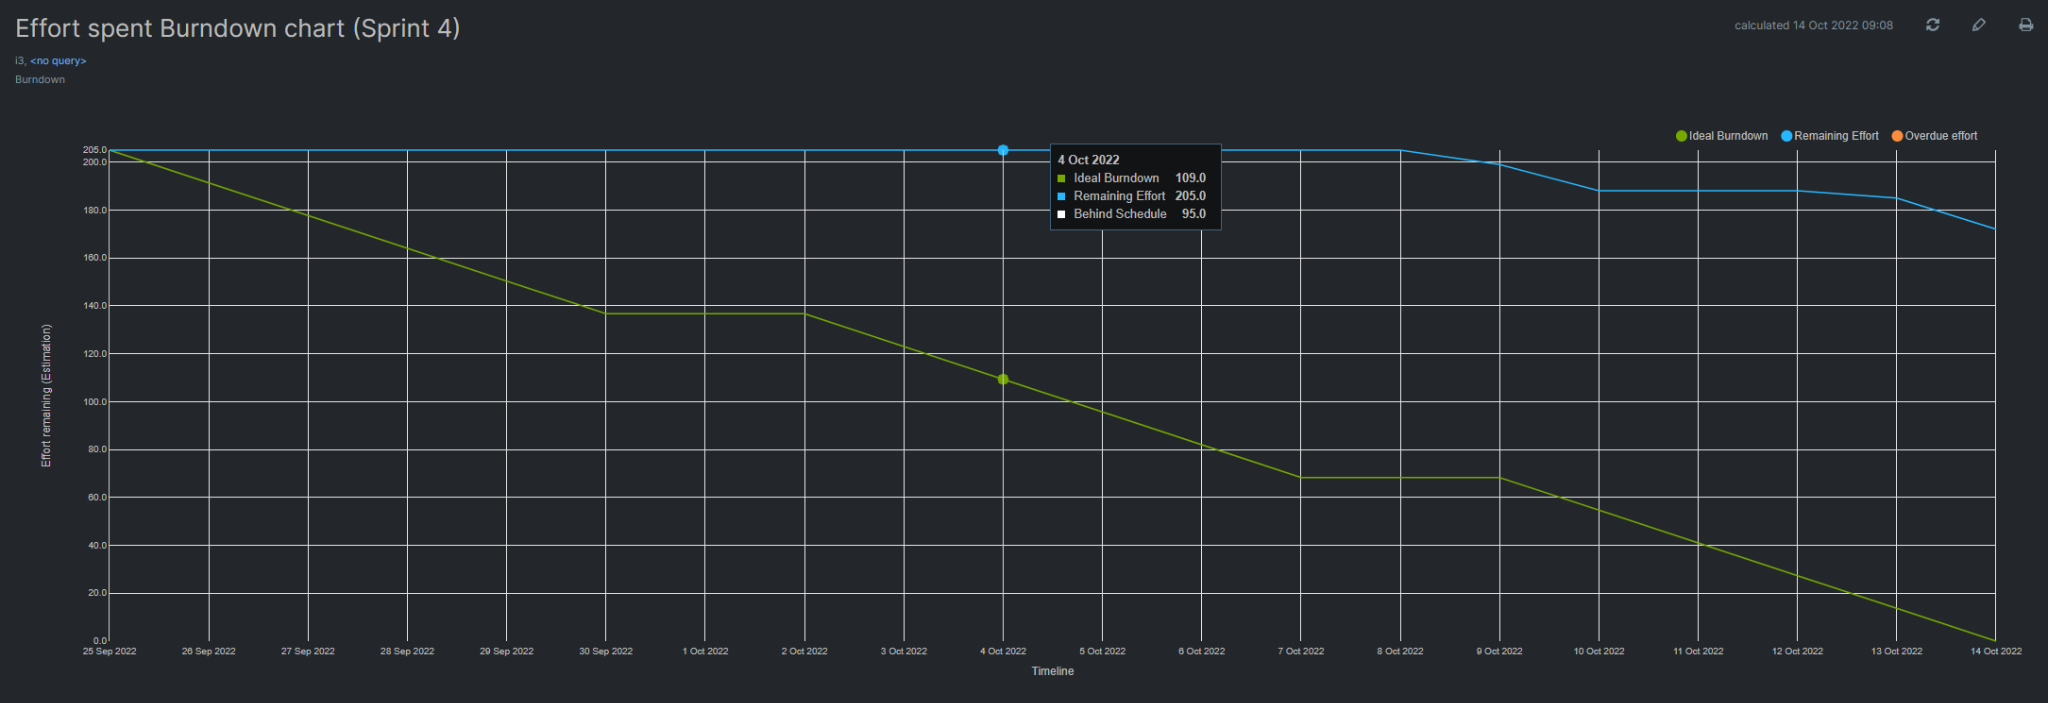 Effort spent Burndown chart (Sprint 4)
calculated 14 Oct 2022 09:08
i3, <no query>
Burndown
Ideal Burndown Remaining Effort Overdue effort
205.0
200.0
180.0
160.0
140.0
120.0
100.0
80.0
60.0
40.0
20.0
0.0
Effort remaining (Estimation)
4 Oct 2022
Ideal Burndown 109.0
Remaining Effort 205.0
Behind Schedule 95.0
25 Sep 2022 26 Sep 2022 27 Sep 2022 28 Sep 2022 29 Sep 2022 30 Sep 2022 1 Oct 2022 2 Oct 2022 3 Oct 2022 4 Oct 2022 5 Oct 2022 6 Oct 2022 7 Oct 2022 8 Oct 2022 9 Oct 2022 10 Oct 2022 11 Oct 2022 12 Oct 2022 13 Oct 2022 14 Oct 2022
Timeline